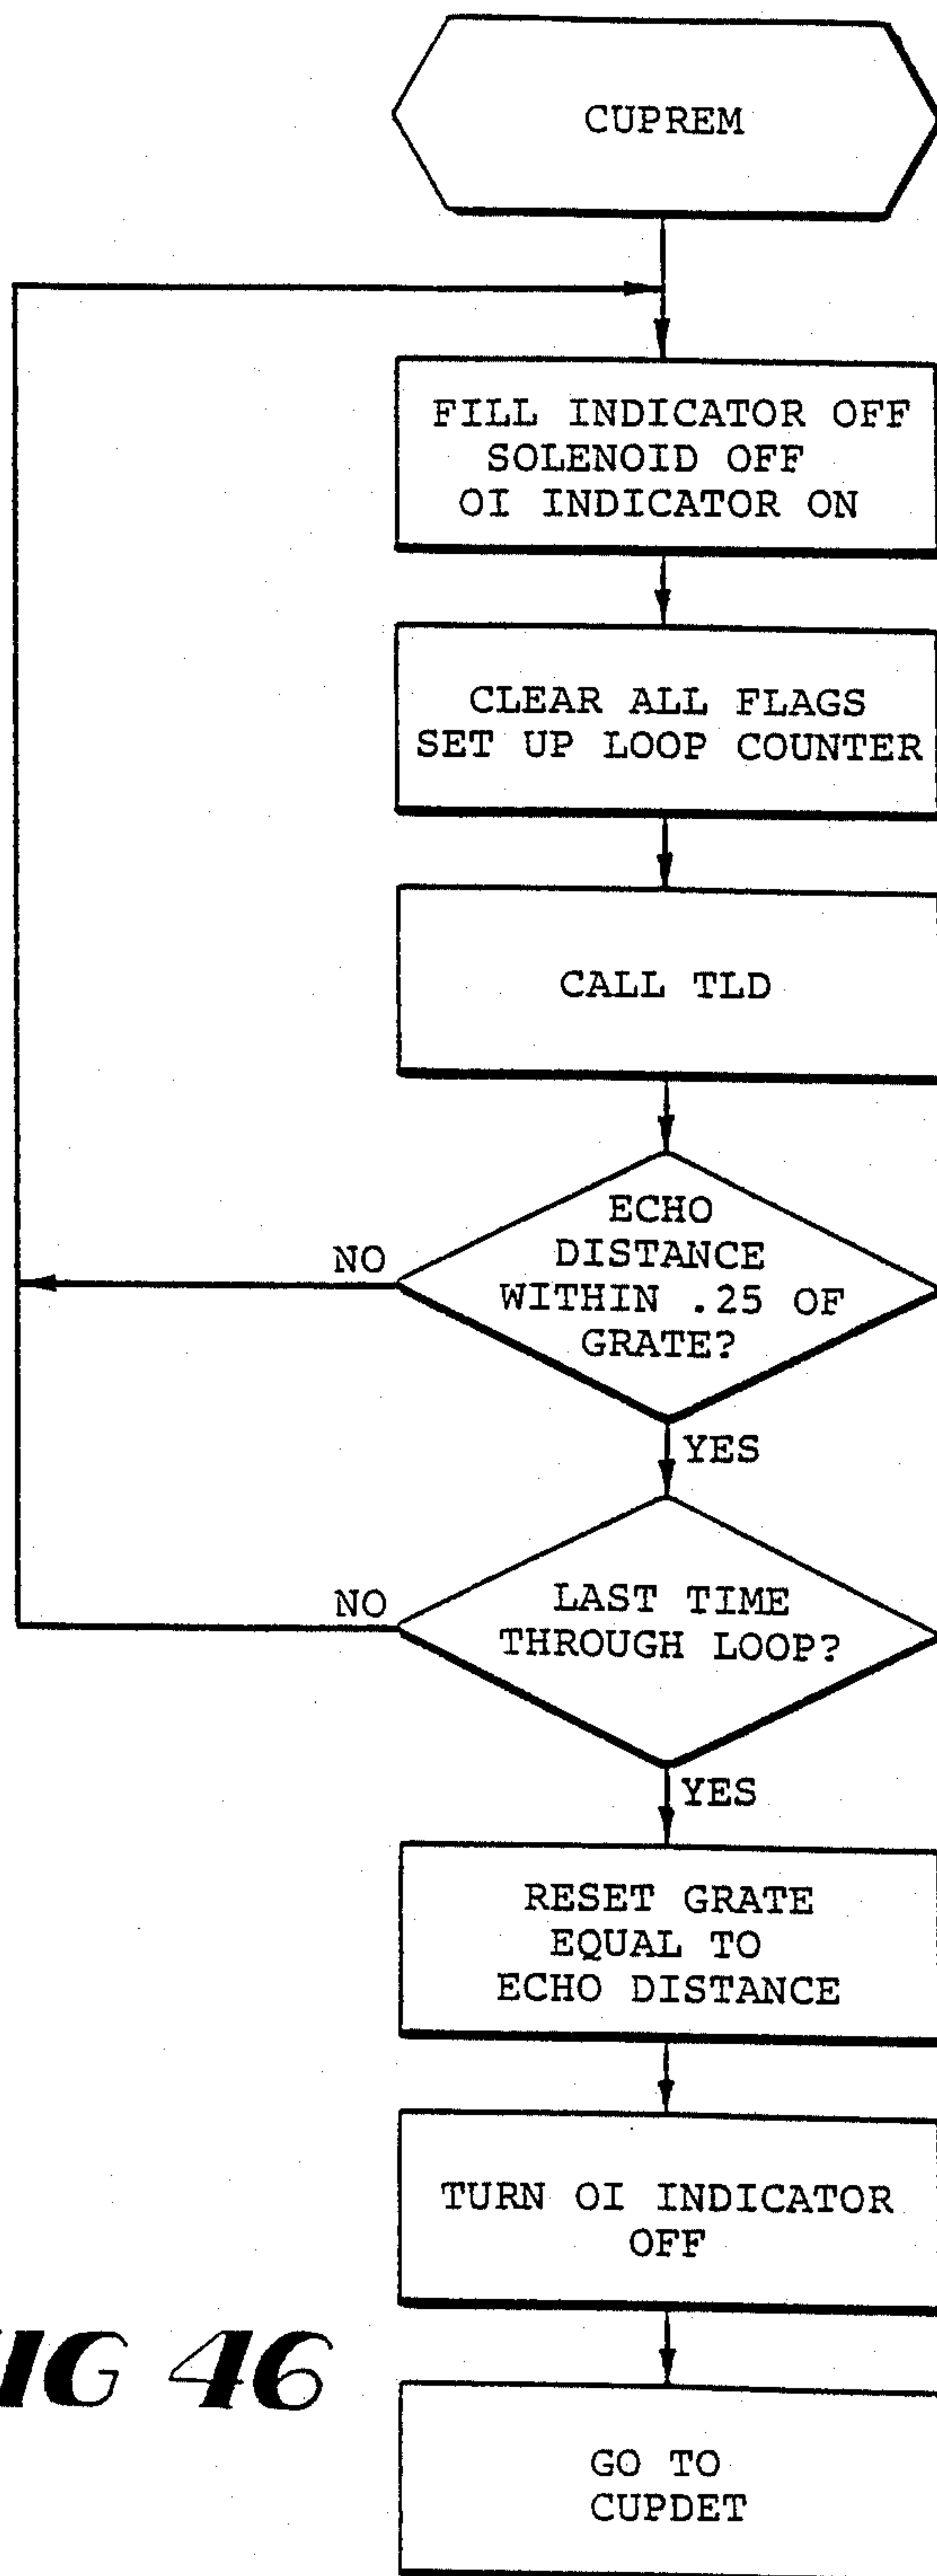 CUPREM
FILL INDICATOR OFF
SOLENOID OFF
OI INDICATOR ON
CLEAR ALL FLAGS
SET UP LOOP COUNTER
CALL TLD
ECHO
DISTANCE
WITHIN .25 OF
GRATE?
NO
YES
LAST TIME
THROUGH LOOP?
NO
YES
RESET GRATE
EQUAL TO
ECHO DISTANCE
TURN OI INDICATOR
OFF
IG 46
GO TO
CUPDET